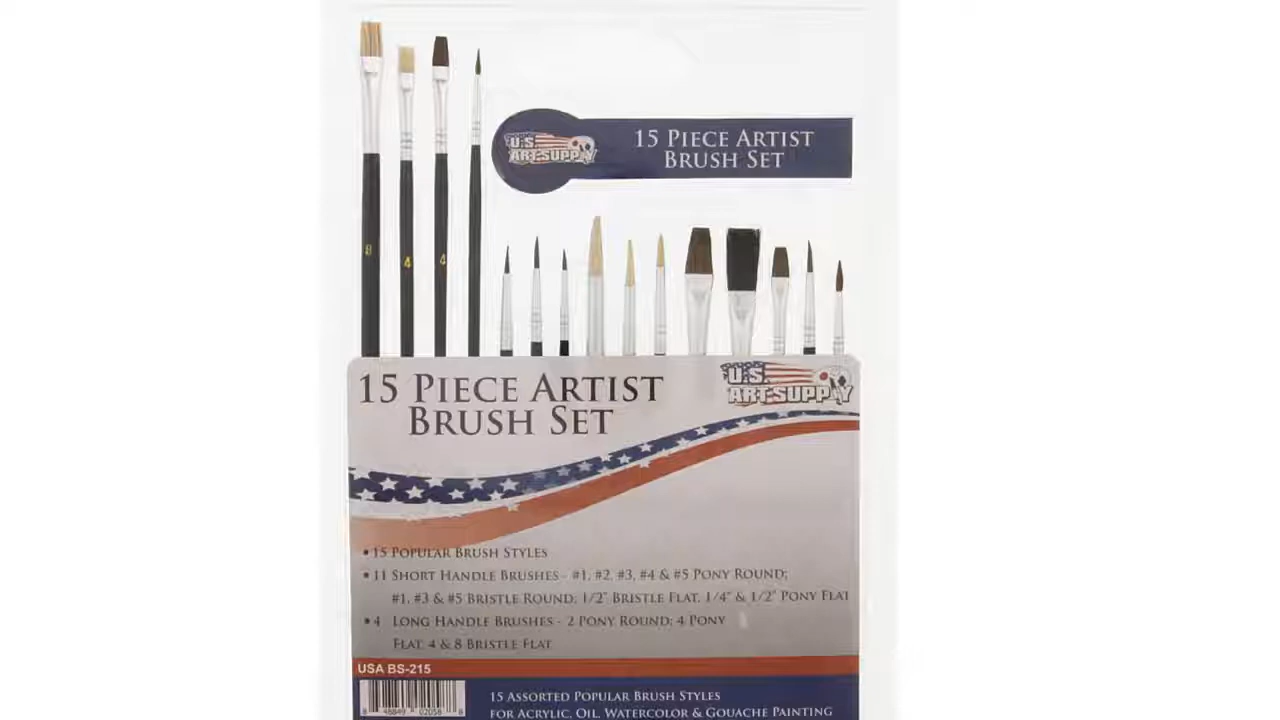 8
4
4
U.S.
ART SUPPLY
15 PIECE ARTIST
BRUSH SET
15 PIECE ARTIST
BRUSH SET
U.S.
ART SUPPLY
• 15 POPULAR BRUSH STYLES
• 11 SHORT HANDLE BRUSHES - #1, #2, #3, #4 & #5 PONY ROUND;
#1, #3 & #5 BRISTLE ROUND; 1/2" BRISTLE FLAT, 1/4" & 1/2" PONY FLAT
• 4 LONG HANDLE BRUSHES - 2 PONY ROUND; 4 PONY
FLAT, 4 & 8 BRISTLE FLAT
USA BS-215
15 ASSORTED POPULAR BRUSH STYLES
FOR ACRYLIC, OIL, WATERCOLOR & GOUACHE PAINTING